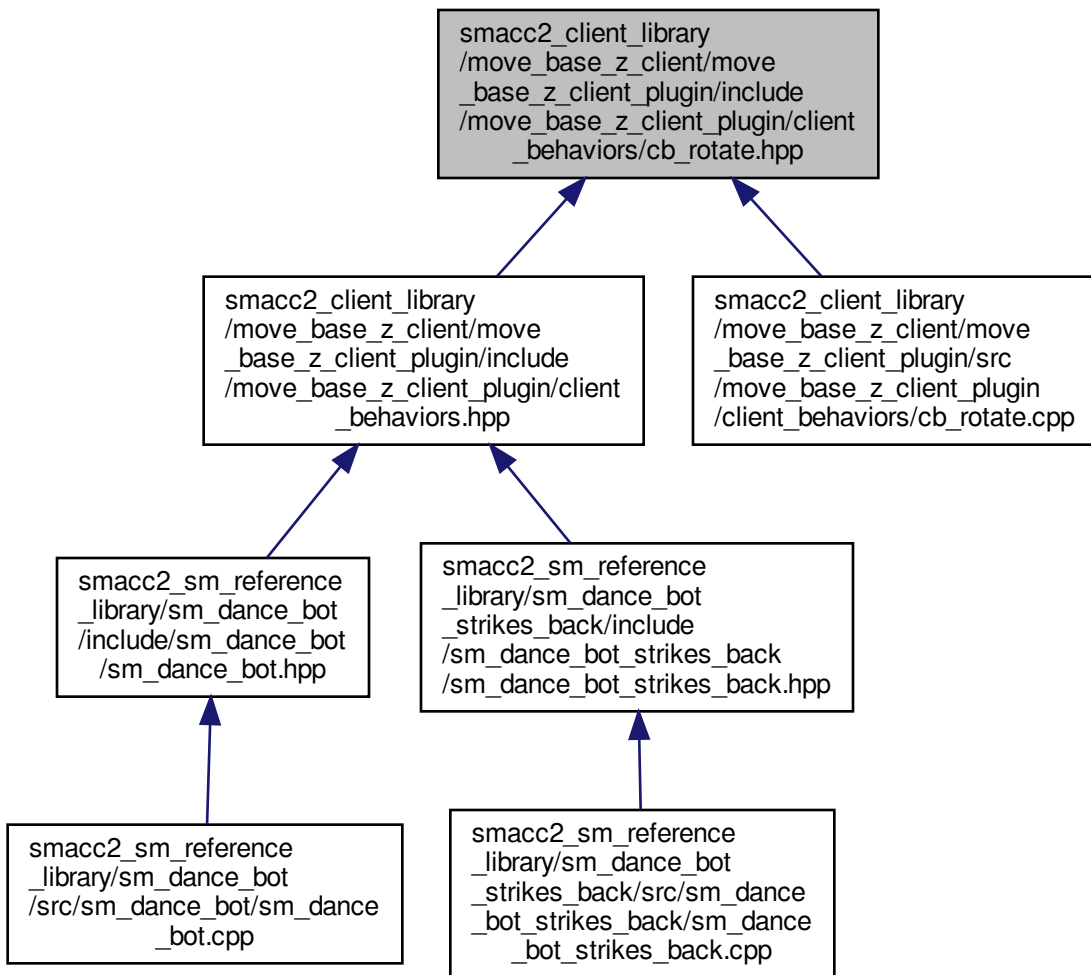 smacc2_client_library
/move_base_z_client/move
_base_z_client_plugin/include
/move_base_z_client_plugin/client
_behaviors/cb_rotate.hpp
smacc2_client_library
/move_base_z_client/move
_base_z_client_plugin/include
/move_base_z_client_plugin/client
_behaviors.hpp
smacc2_client_library
/move_base_z_client/move
_base_z_client_plugin/src
/move_base_z_client_plugin
/client_behaviors/cb_rotate.cpp
smacc2_sm_reference
_library/sm_dance_bot
/include/sm_dance_bot
/sm_dance_bot.hpp
smacc2_sm_reference
_library/sm_dance_bot
_strikes_back/include
/sm_dance_bot_strikes_back
/sm_dance_bot_strikes_back.hpp
smacc2_sm_reference
_library/sm_dance_bot
/src/sm_dance_bot/sm_dance
_bot.cpp
smacc2_sm_reference
_library/sm_dance_bot
_strikes_back/src/sm_dance
_bot_strikes_back/sm_dance
_bot_strikes_back.cpp